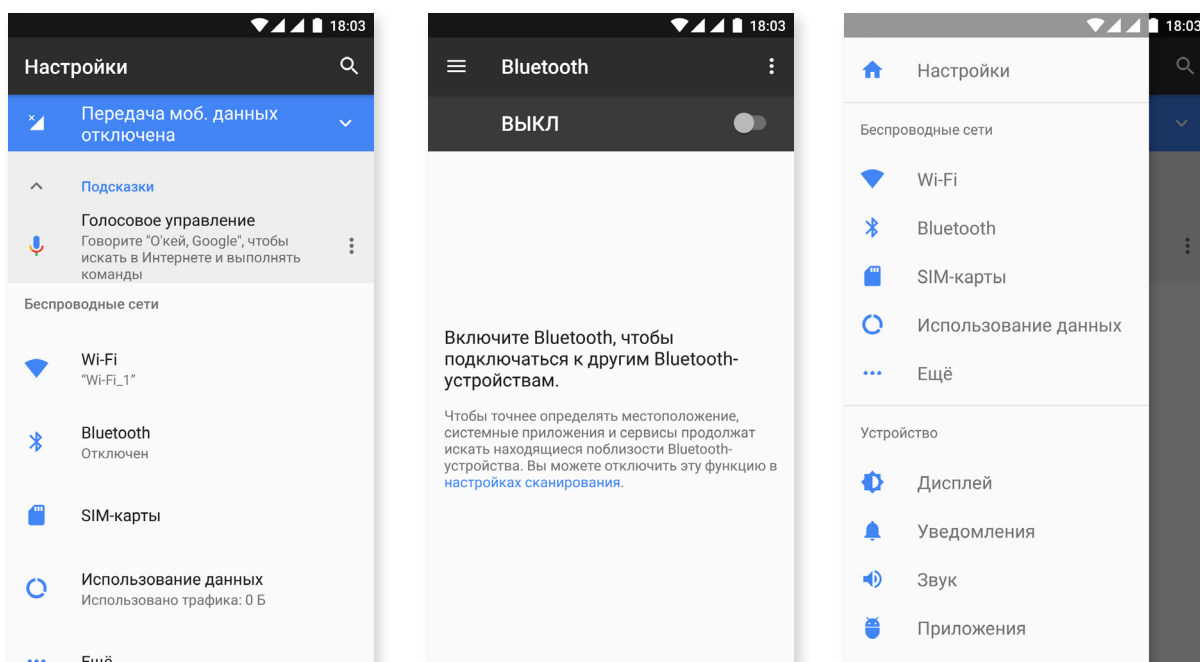 18:03
Настройки
Передача моб. данных
отключена
Подсказки
Голосовое управление
Говорите "О'кей, Google", чтобы
искать в Интернете и выполнять
команды
Беспроводные сети
Wi-Fi
“Wi-Fi_1”
Bluetooth
Отключен
SIM-карты
Использование данных
Использовано трафика: 0 Б
Ещё
18:03
Bluetooth
ВЫКЛ
Включите Bluetooth, чтобы
подключаться к другим Bluetooth-
устройствам.
Чтобы точнее определять местоположение,
системные приложения и сервисы продолжат
искать находящиеся поблизости Bluetooth-
устройства. Вы можете отключить эту функцию в
настройках сканирования.
18:03
Настройки
Беспроводные сети
Wi-Fi
Bluetooth
SIM-карты
Использование данных
Ещё
Устройство
Дисплей
Уведомления
Звук
Приложения